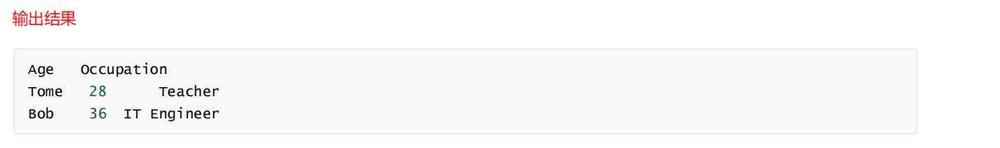 输出结果
Age   Occupation
Tome   28      Teacher
Bob    36  IT Engineer